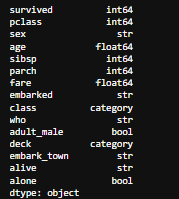 survived int64
pclass int64
sex str
age float64
sibsp int64
parch int64
fare float64
embarked str
class category
who str
adult_male bool
deck category
embark_town str
alive str
alone bool
dtype: object